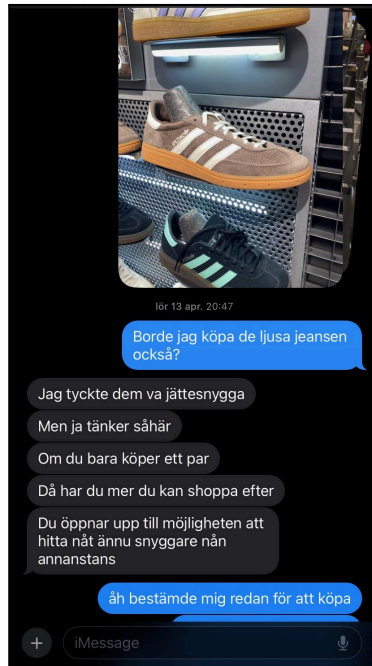 lör 13 apr. 20:47
Borde jag köpa de ljusa jeansen
också?
Jag tyckte dem va jättesnygga
Men ja tänker såhär
Om du bara köper ett par
Då har du mer du kan shoppa efter
Du öppnar upp till möjligheten att
hitta nåt ännu snyggare nån
annanstans
åh bestämde mig redan för att köpa
iMessage